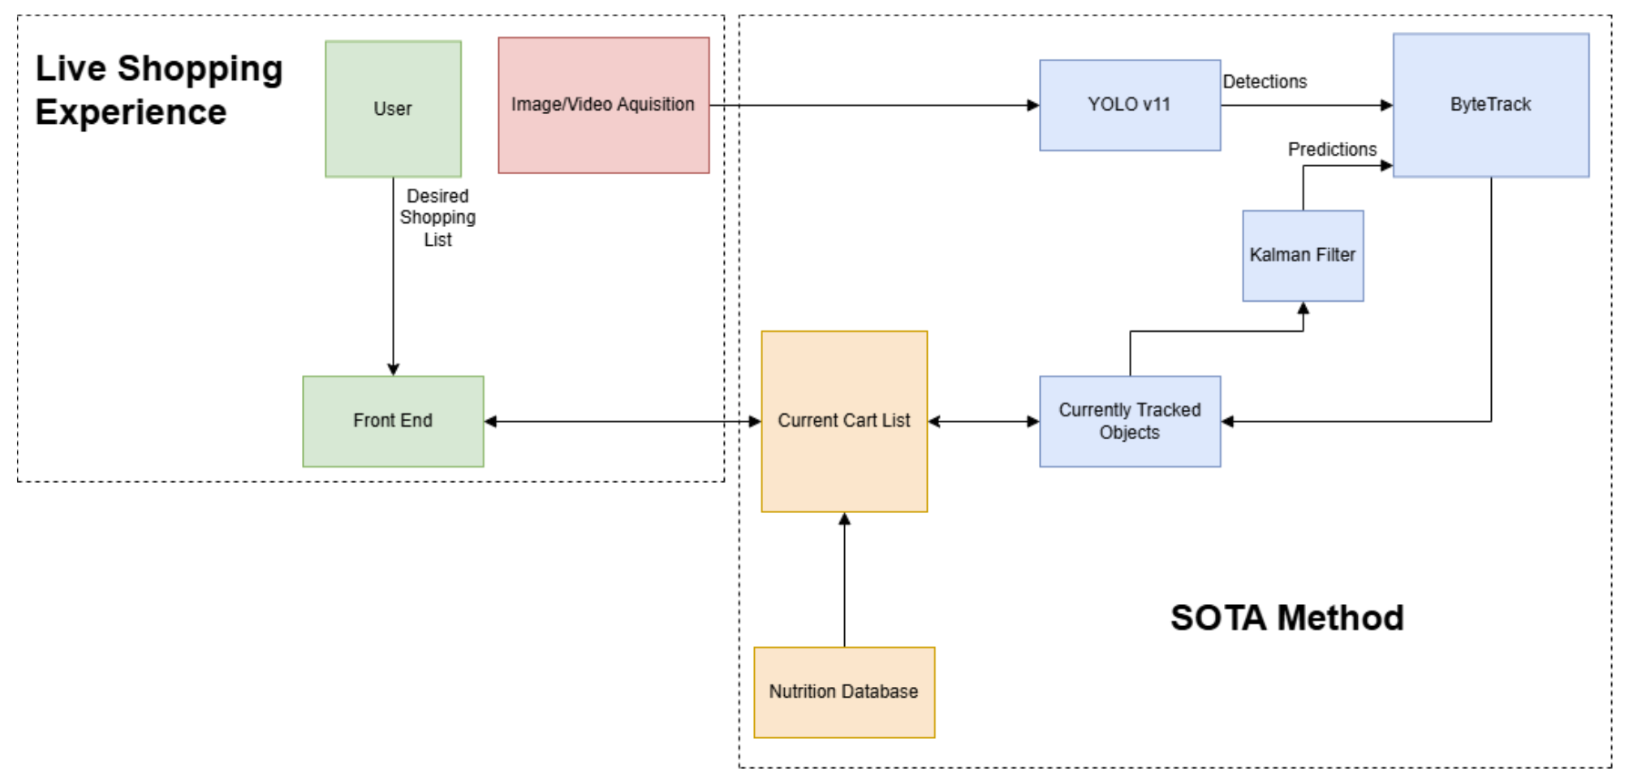 Live Shopping
Experience
User
Image/Video Aquisition
YOLO v11
Detections
ByteTrack
Predictions
Desired
Shopping
List
Kalman Filter
Front End
Current Cart List
Currently Tracked
Objects
SOTA Method
Nutrition Database